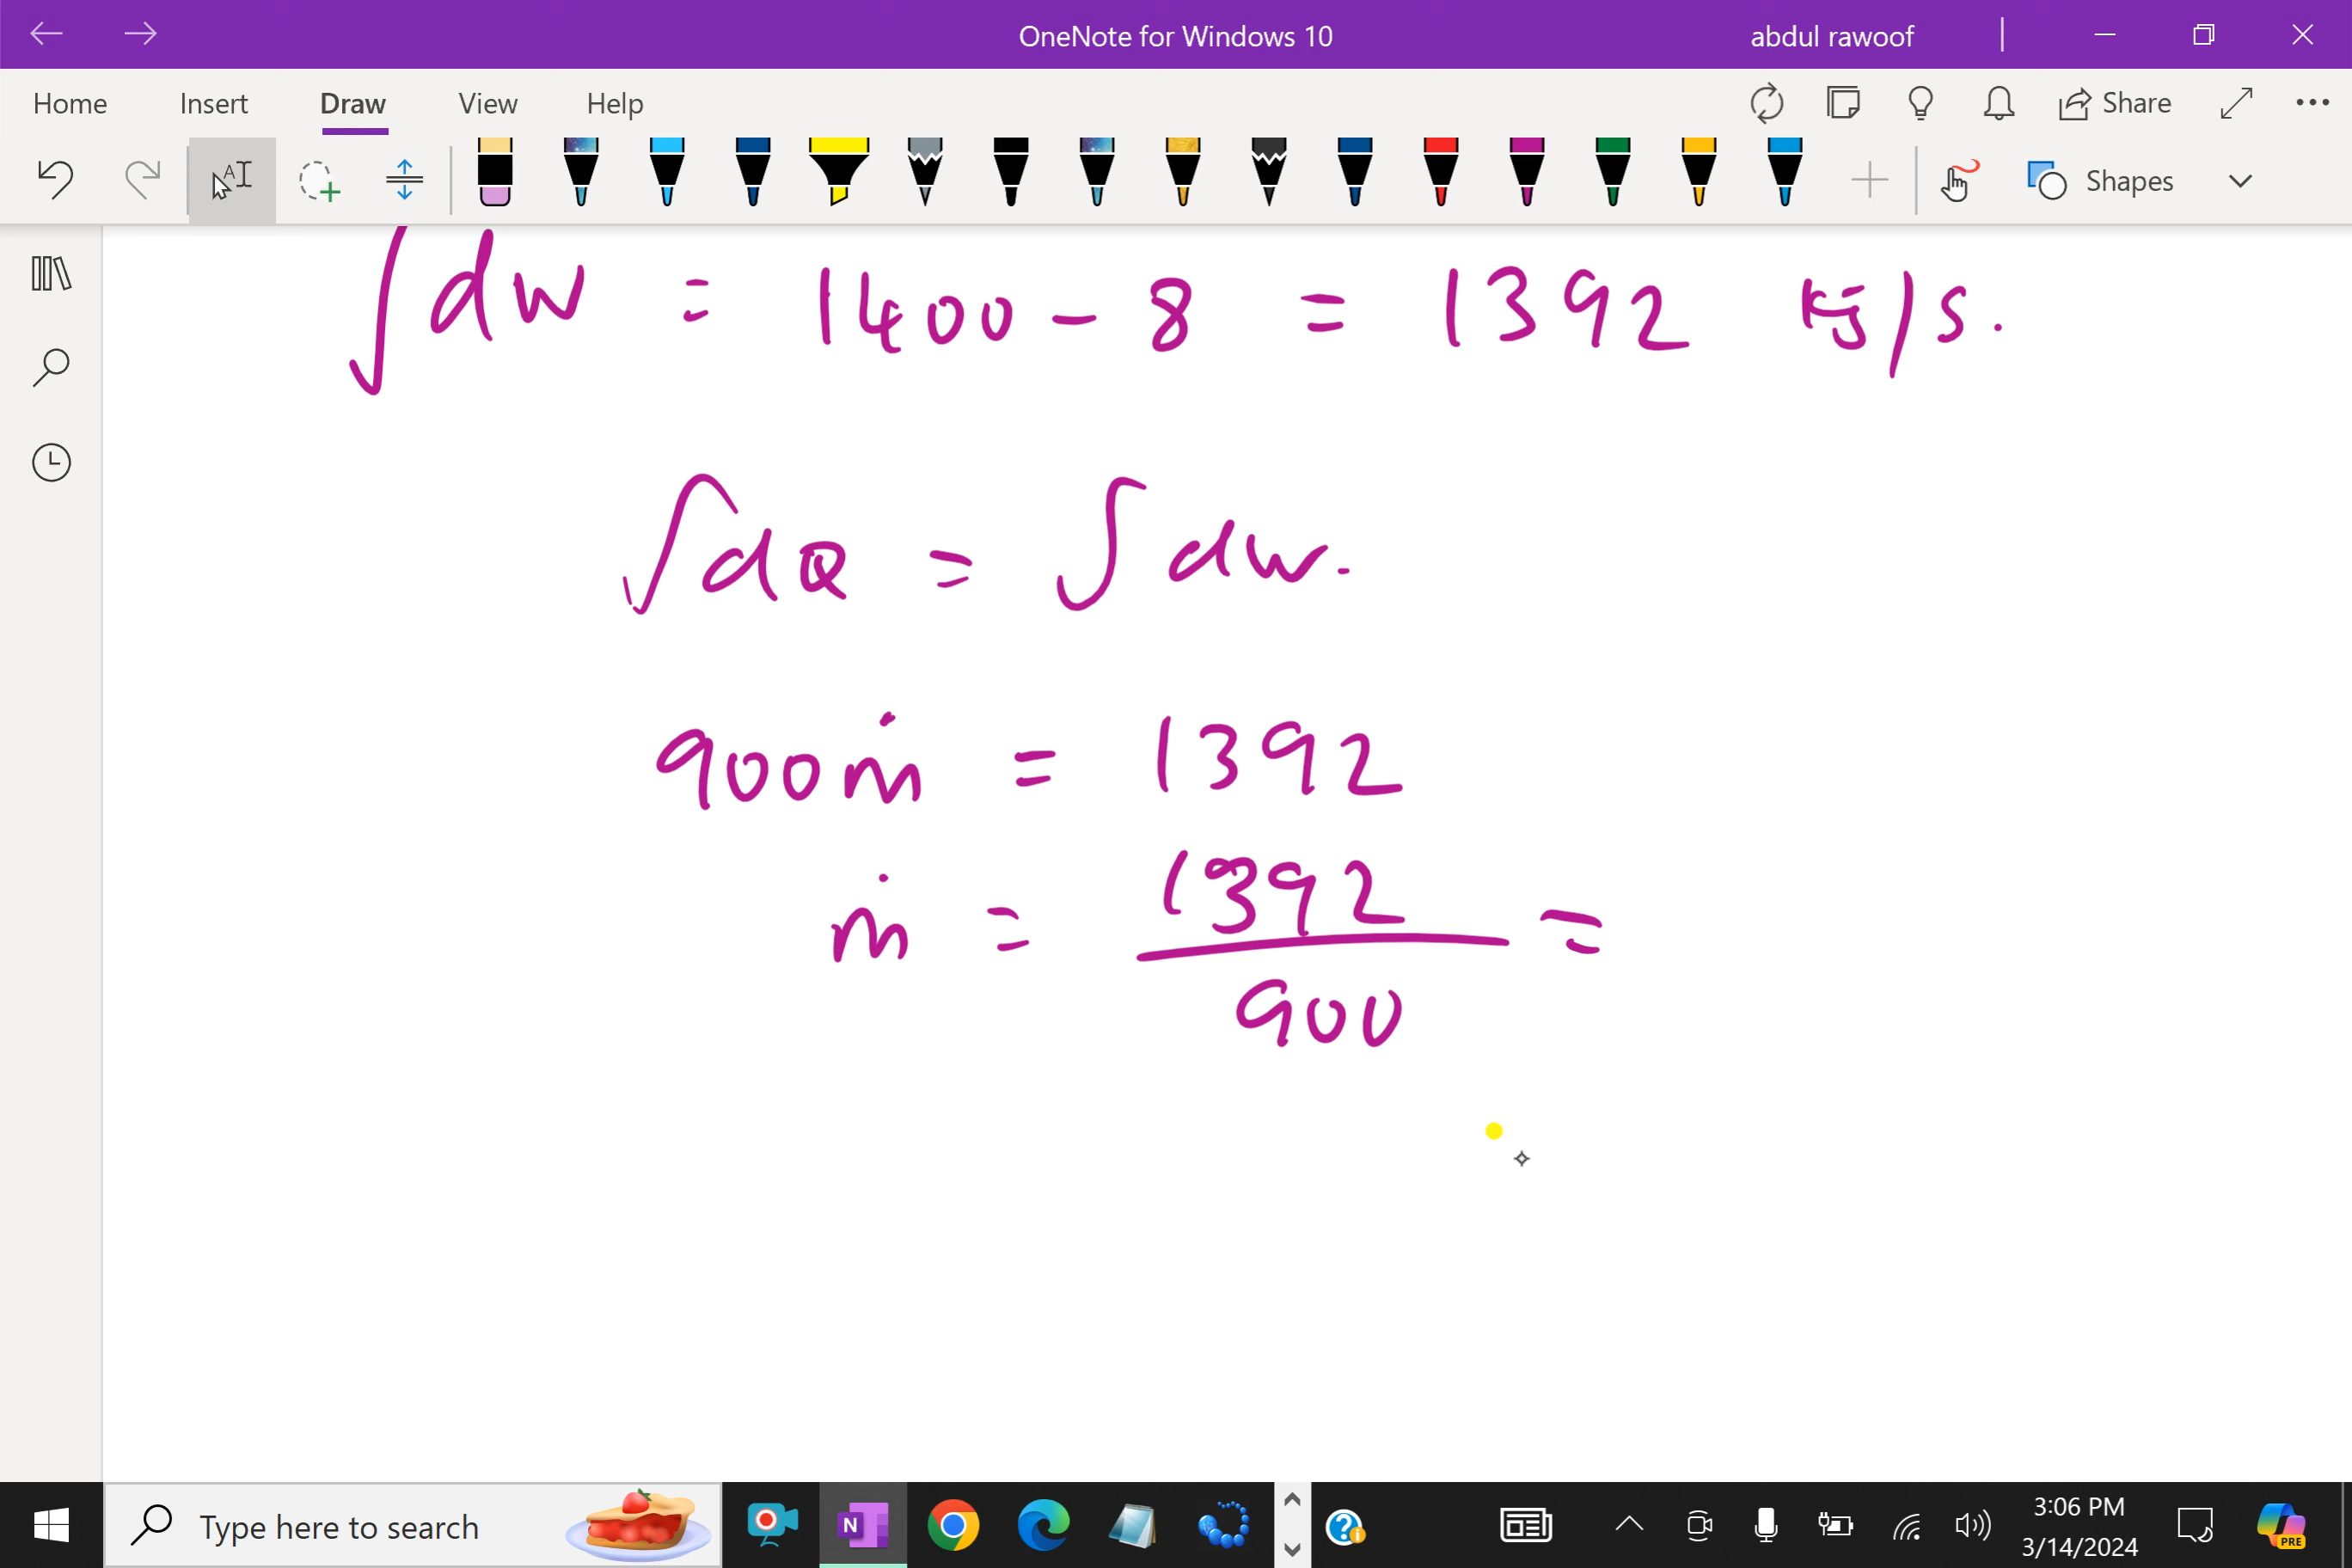 OneNote for Windows 10
abdul rawoof
Home Insert Draw View Help
Share
Shapes
∫dw = 1400 - 8 = 1392 kJ/s.
∫dQ = ∫dw.
900ṁ = 1392
ṁ = 1392/900 =
Type here to search
N
PRE
3:06 PM
3/14/2024